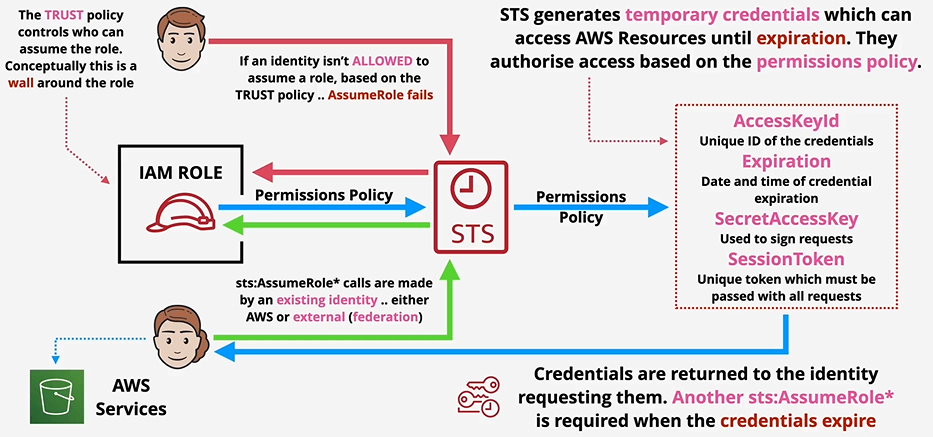 The TRUST policy
controls who can
assume the role.
Conceptually this is a
wall around the role
If an identity isn't ALLOWED to
assume a role, based on the
TRUST policy .. AssumeRole fails
STS generates temporary credentials which can
access AWS Resources until expiration. They
authorise access based on the permissions policy.
IAM ROLE
Permissions Policy
STS
Permissions
Policy
AccessKeyId
Unique ID of the credentials
Expiration
Date and time of credential
expiration
SecretAccessKey
Used to sign requests
SessionToken
Unique token which must be
passed with all requests
sts:AssumeRole* calls are made
by an existing identity .. either
AWS or external (federation)
AWS
Services
Credentials are returned to the identity
requesting them. Another sts:AssumeRole*
is required when the credentials expire